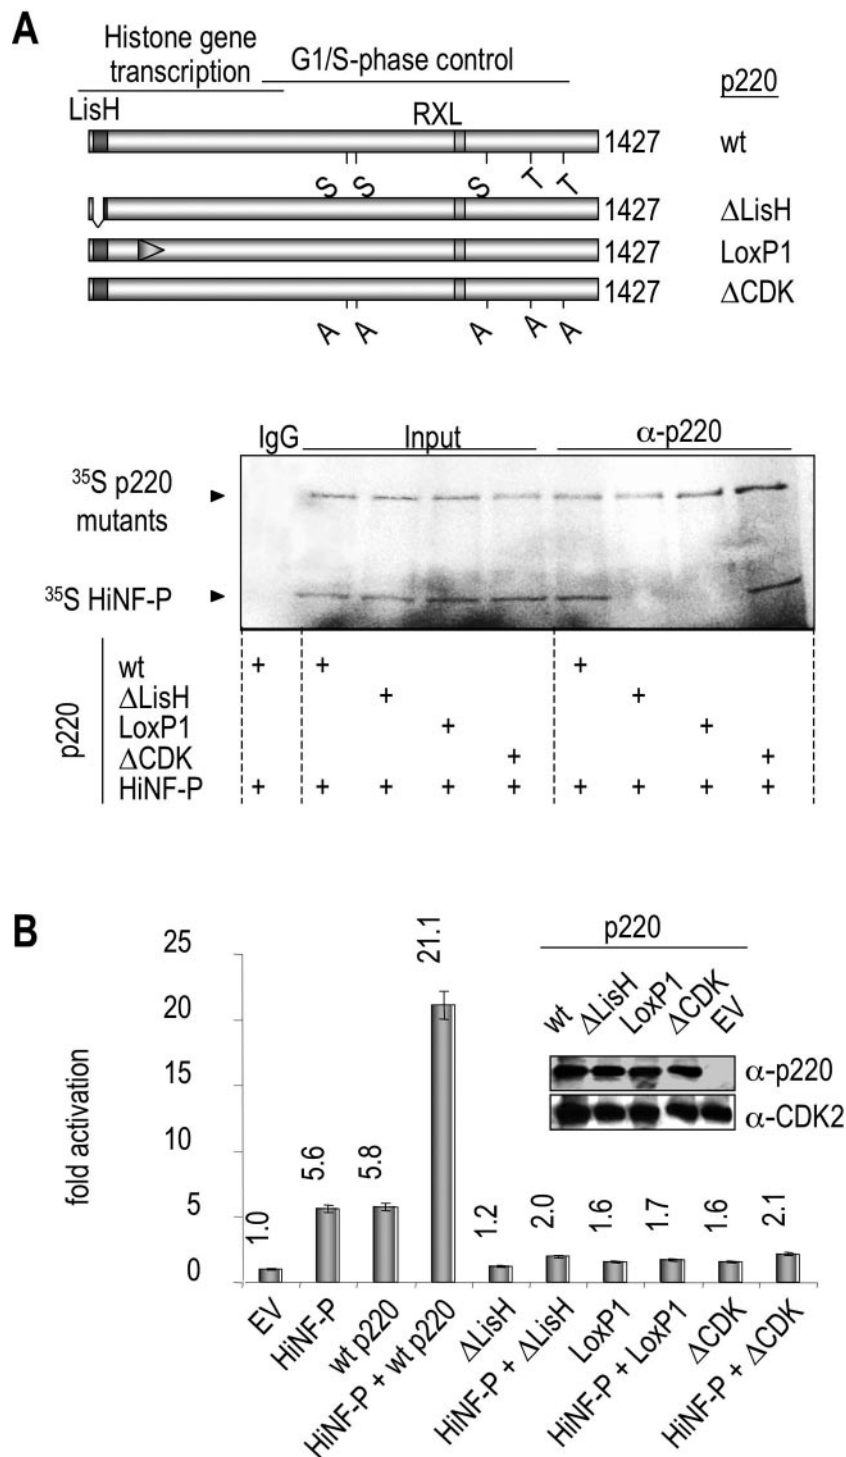 A
Histone gene
transcription
G1/S-phase control
p220
LisH
RXL
1427 wt
S S S T T
1427 ΔLisH
1427 LoxP1
1427 ΔCDK
A A A A A
IgG Input α-p220
35S p220
mutants
35S HiNF-P
p220
wt + + +
ΔLisH + +
LoxP1 + +
ΔCDK + +
HiNF-P + + + + + + + + +
B
fold activation
25
20
15
10
5
0
1.0 5.6 5.8 21.1 1.2 2.0 1.6 1.7 1.6 2.1
EV
HiNF-P
wt p220
HiNF-P + wt p220
ΔLisH
HiNF-P + ΔLisH
LoxP1
HiNF-P + LoxP1
ΔCDK
HiNF-P + ΔCDK
p220
wt ΔLisH LoxP1 ΔCDK EV
α-p220
α-CDK2